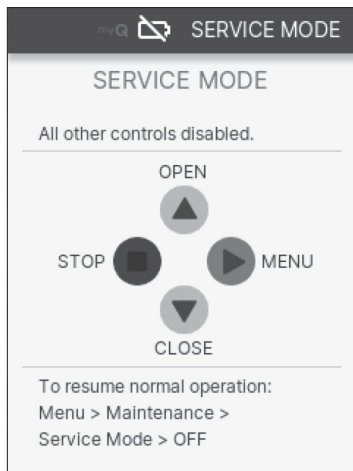 myQ SERVICE MODE
SERVICE MODE
All other controls disabled.
OPEN
STOP MENU
CLOSE
To resume normal operation:
Menu > Maintenance >
Service Mode > OFF